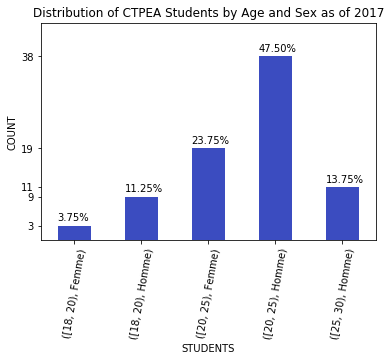 Distribution of CTPEA Students by Age and Sex as of 2017
47.50%
38
COUNT
23.75%
19
13.75%
11.25%
11
9
3.75%
3
([18, 20), Femme)
([18, 20), Homme)
([20, 25), Femme)
([20, 25), Homme)
([25, 30), Homme)
STUDENTS